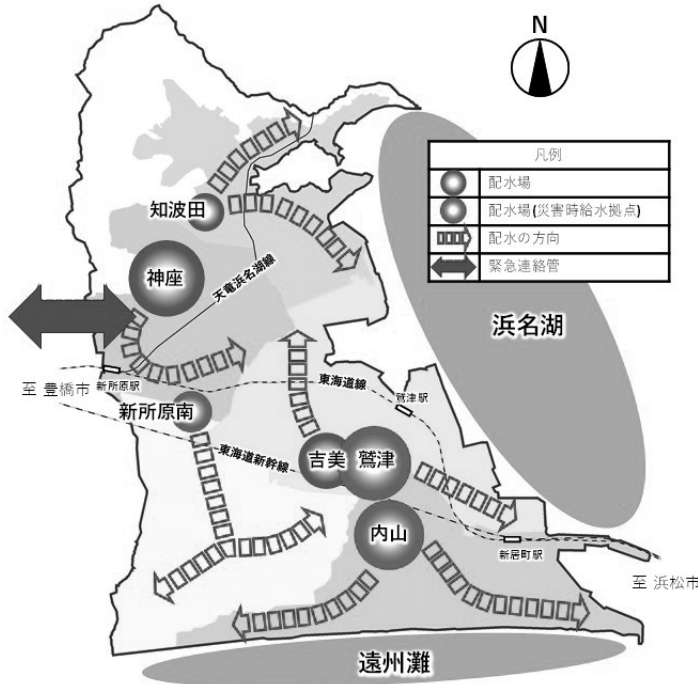 N
凡例
配水場
配水場(災害時給水拠点)
配水の方向
緊急連絡管
知波田
神座
天竜浜名湖線
浜名湖
至 豊橋市
新所原駅
東海道線
鷲津駅
新所原南
東海道新幹線
吉美
鷲津
内山
新居町駅
至 浜松市
遠州灘